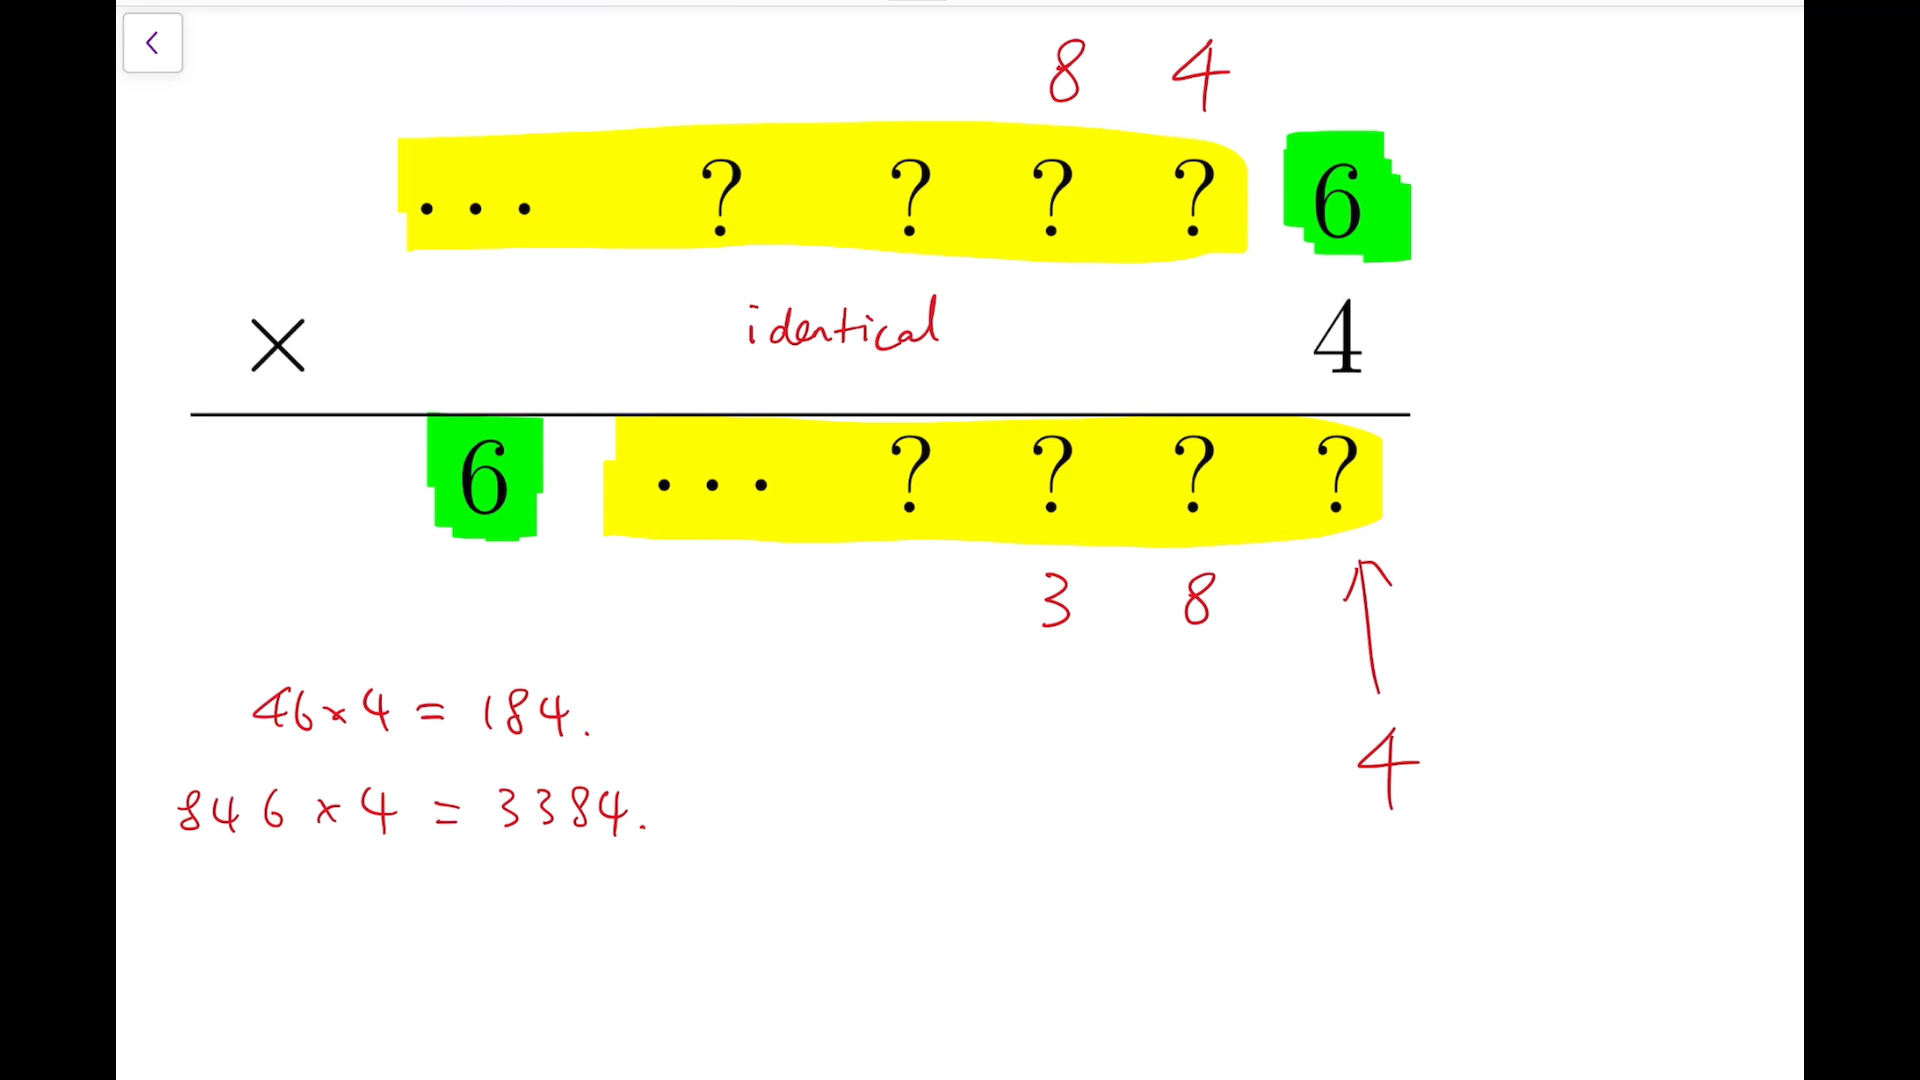 8 4
... ? ? ? ? 6
identical
× 4
6 ... ? ? ? ?
3 8
4
46 × 4 = 184.
846 × 4 = 3384.